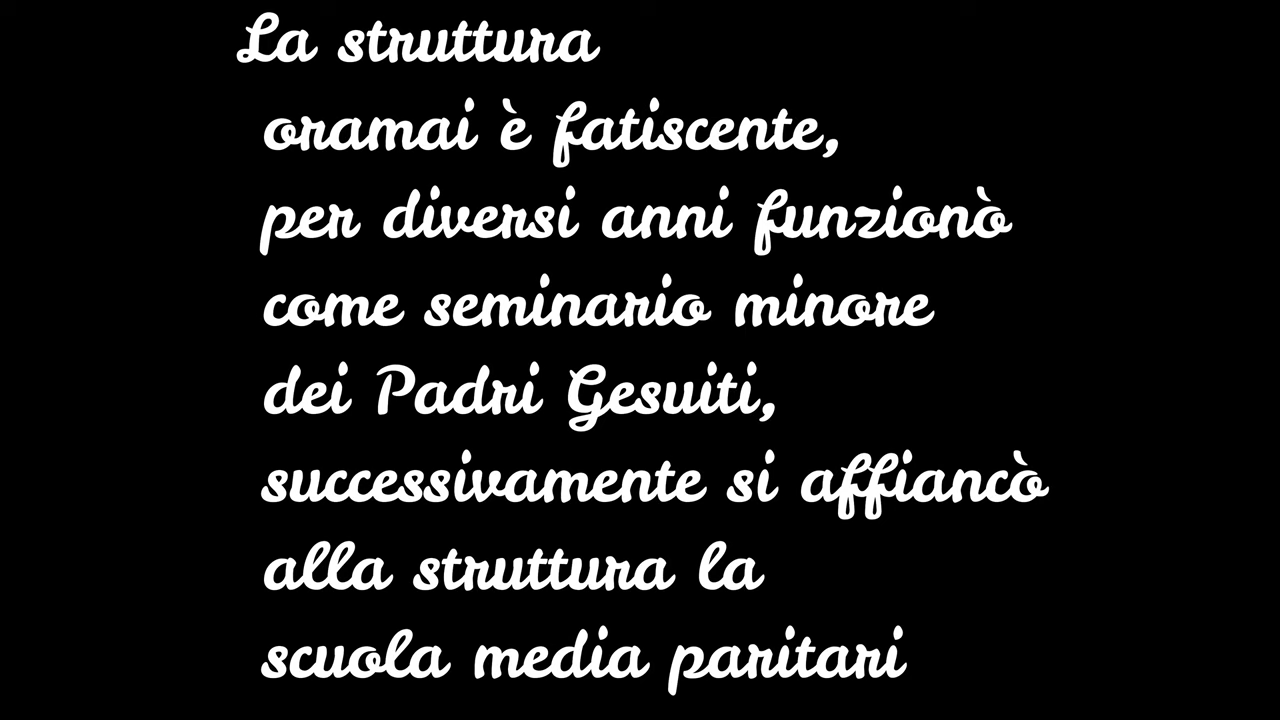 La struttura
oramai è fatiscente,
per diversi anni funzionò
come seminario minore
dei Padri Gesuiti,
successivamente si affiancò
alla struttura la
scuola media paritari